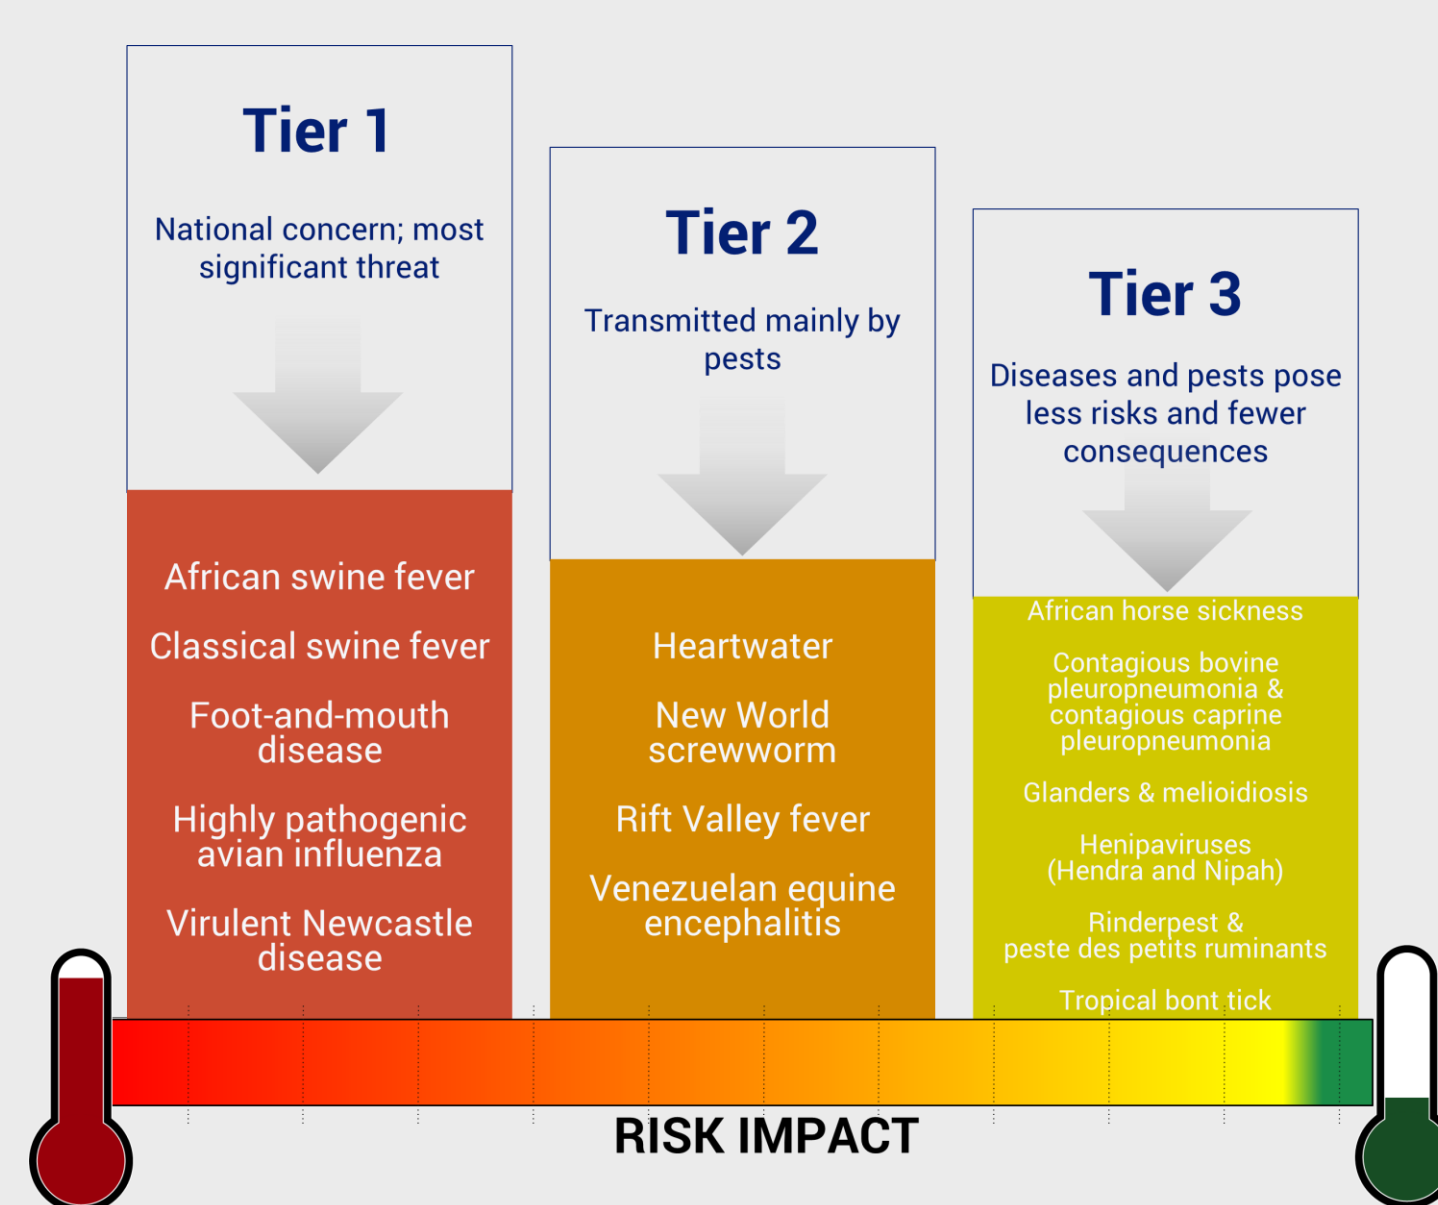 Tier 1
National concern; most
significant threat
African swine fever
Classical swine fever
Foot-and-mouth
disease
Highly pathogenic
avian influenza
Virulent Newcastle
disease
Tier 2
Transmitted mainly by
pests
Heartwater
New World
screwworm
Rift Valley fever
Venezuelan equine
encephalitis
Tier 3
Diseases and pests pose
less risks and fewer
consequences
African horse sickness
Contagious bovine
pleuropneumonia &
contagious caprine
pleuropneumonia
Glanders & melioidiosis
Henipaviruses
(Hendra and Nipah)
Rinderpest &
peste des petits ruminants
Tropical bont tick
RISK IMPACT